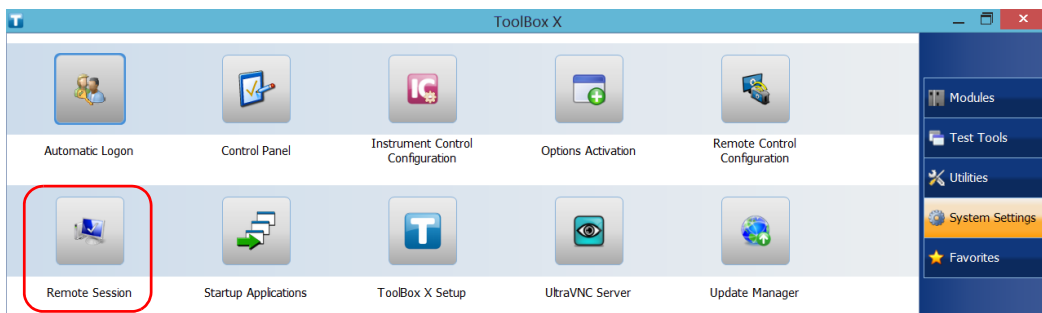 ToolBox X
Automatic Logon
Control Panel
Instrument Control
Configuration
Options Activation
Remote Control
Configuration
Remote Session
Startup Applications
ToolBox X Setup
UltraVNC Server
Update Manager
Modules
Test Tools
Utilities
System Settings
Favorites